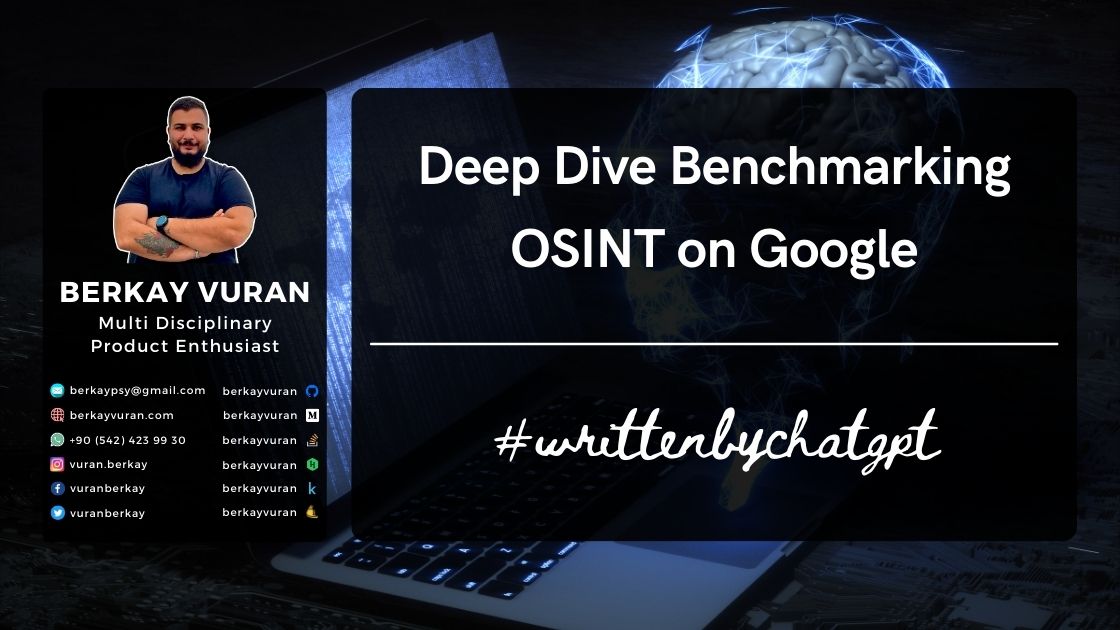 BERKAY VURAN
Multi Disciplinary
Product Enthusiast
berkaypsy@gmail.com
berkayvuran.com
+90 (542) 423 99 30
vuran.berkay
vuranberkay
vuranberkay
berkayvuran
berkayvuran
berkayvuran
berkayvuran
berkayvuran
berkayvuran
Deep Dive Benchmarking
OSINT on Google
#writtenbychatgpt